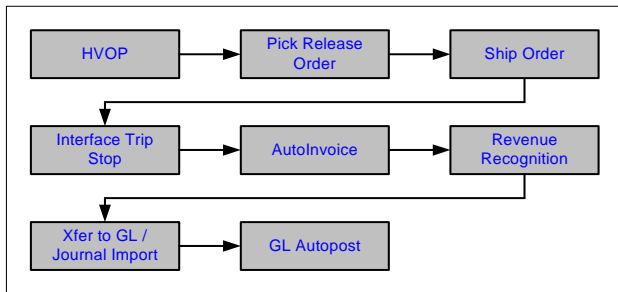 HVOP
Pick Release
Order
Ship Order
Interface Trip
Stop
AutoInvoice
Revenue
Recognition
Xfer to GL /
Journal Import
GL Autopost